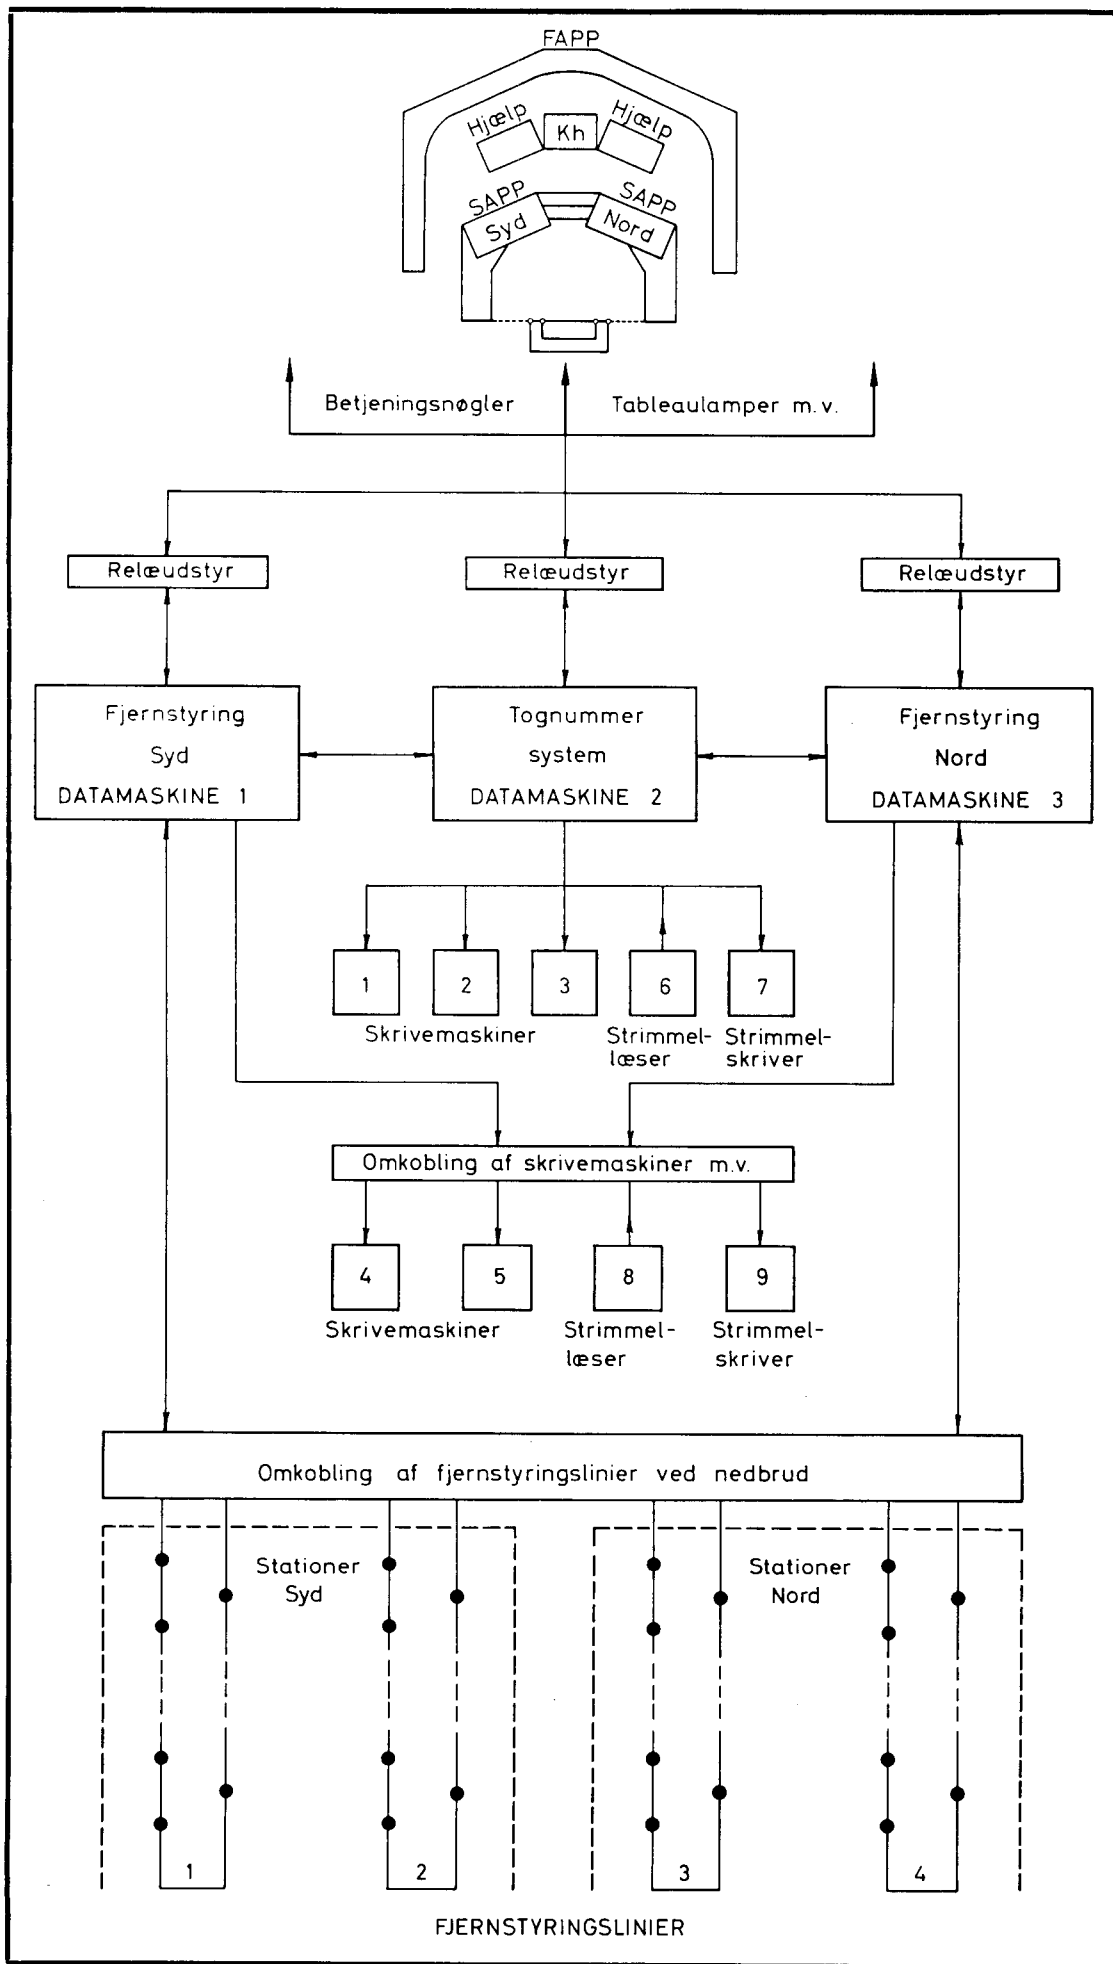 FAPP
Hjælp
Kh
Hjælp
SAPP
Syd
SAPP
Nord
Betjeningsnøgler
Tableaulamper m.v.
Relæudstyr
Relæudstyr
Relæudstyr
Fjernstyring
Syd
DATAMASKINE 1
Tognummer
system
DATAMASKINE 2
Fjernstyring
Nord
DATAMASKINE 3
1
2
3
6
7
Skrivemaskiner
Strimmel-
læser
Strimmel-
skriver
Omkobling af skrivemaskiner m.v.
4
5
8
9
Skrivemaskiner
Strimmel-
læser
Strimmel-
skriver
Omkobling af fjernstyringslinier ved nedbrud
Stationer
Syd
Stationer
Nord
1
2
3
4
FJERNSTYRINGSLINIER